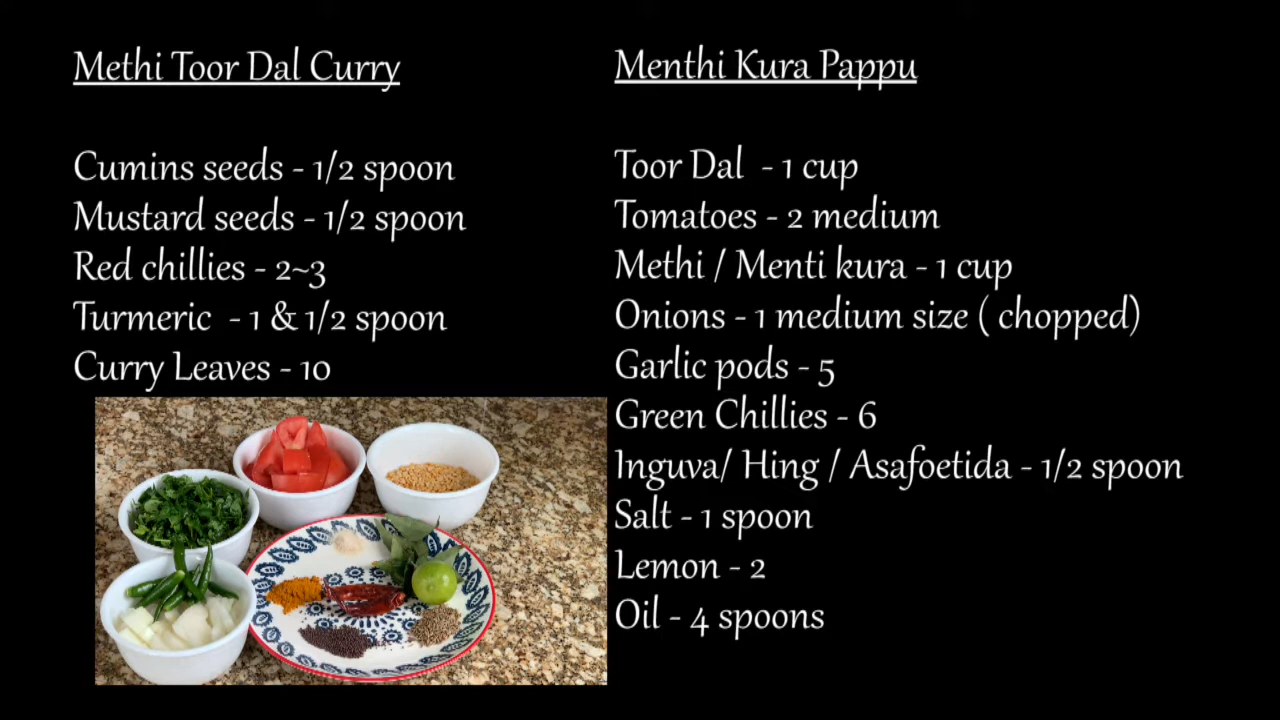 Methi Toor Dal Curry
Cumins seeds - 1/2 spoon
Mustard seeds - 1/2 spoon
Red chillies - 2~3
Turmeric - 1 & 1/2 spoon
Curry Leaves - 10
Menthi Kura Pappu
Toor Dal - 1 cup
Tomatoes - 2 medium
Methi / Menti kura - 1 cup
Onions - 1 medium size ( chopped)
Garlic pods - 5
Green Chillies - 6
Inguva/ Hing / Asafoetida - 1/2 spoon
Salt - 1 spoon
Lemon - 2
Oil - 4 spoons